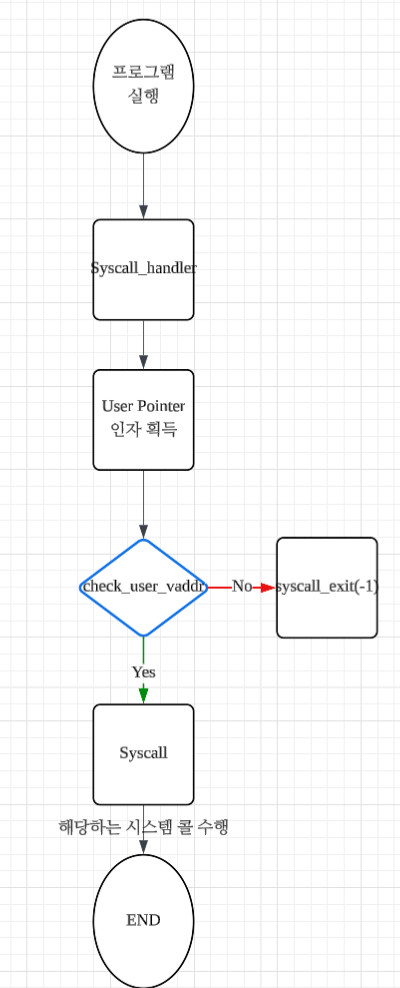 프로그램
실행
Syscall_handler
User Pointer
인자 획득
check_user_vaddr
No
syscall_exit(-1)
Yes
Syscall
해당하는 시스템 콜 수행
END